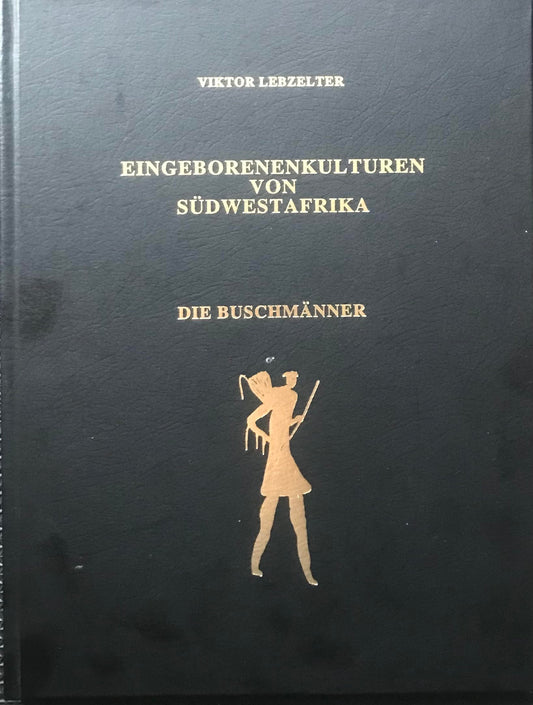 VIKTOR LEBZELTER
EINGEBORENENKULTUREN
VON
SÜDWESTAFRIKA
DIE BUSCHMÄNNER